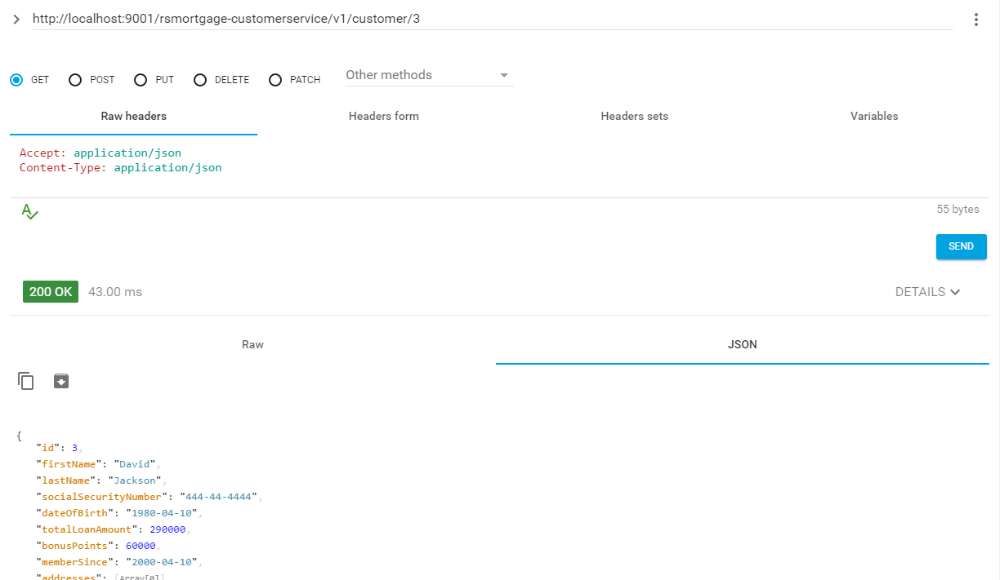 http://localhost:9001/rsmortgage-customerservice/v1/customer/3
GET POST PUT DELETE PATCH Other methods
Raw headers Headers form Headers sets Variables
Accept: application/json
Content-Type: application/json
55 bytes
SEND
200 OK 43.00 ms DETAILS
Raw JSON
{
"id": 3,
"firstName": "David",
"lastName": "Jackson",
"socialSecurityNumber": "444-44-4444",
"dateOfBirth": "1980-04-10",
"totalLoanAmount": 290000,
"bonusPoints": 60000,
"memberSince": "2000-04-10",
"addresses": [Array[0]]